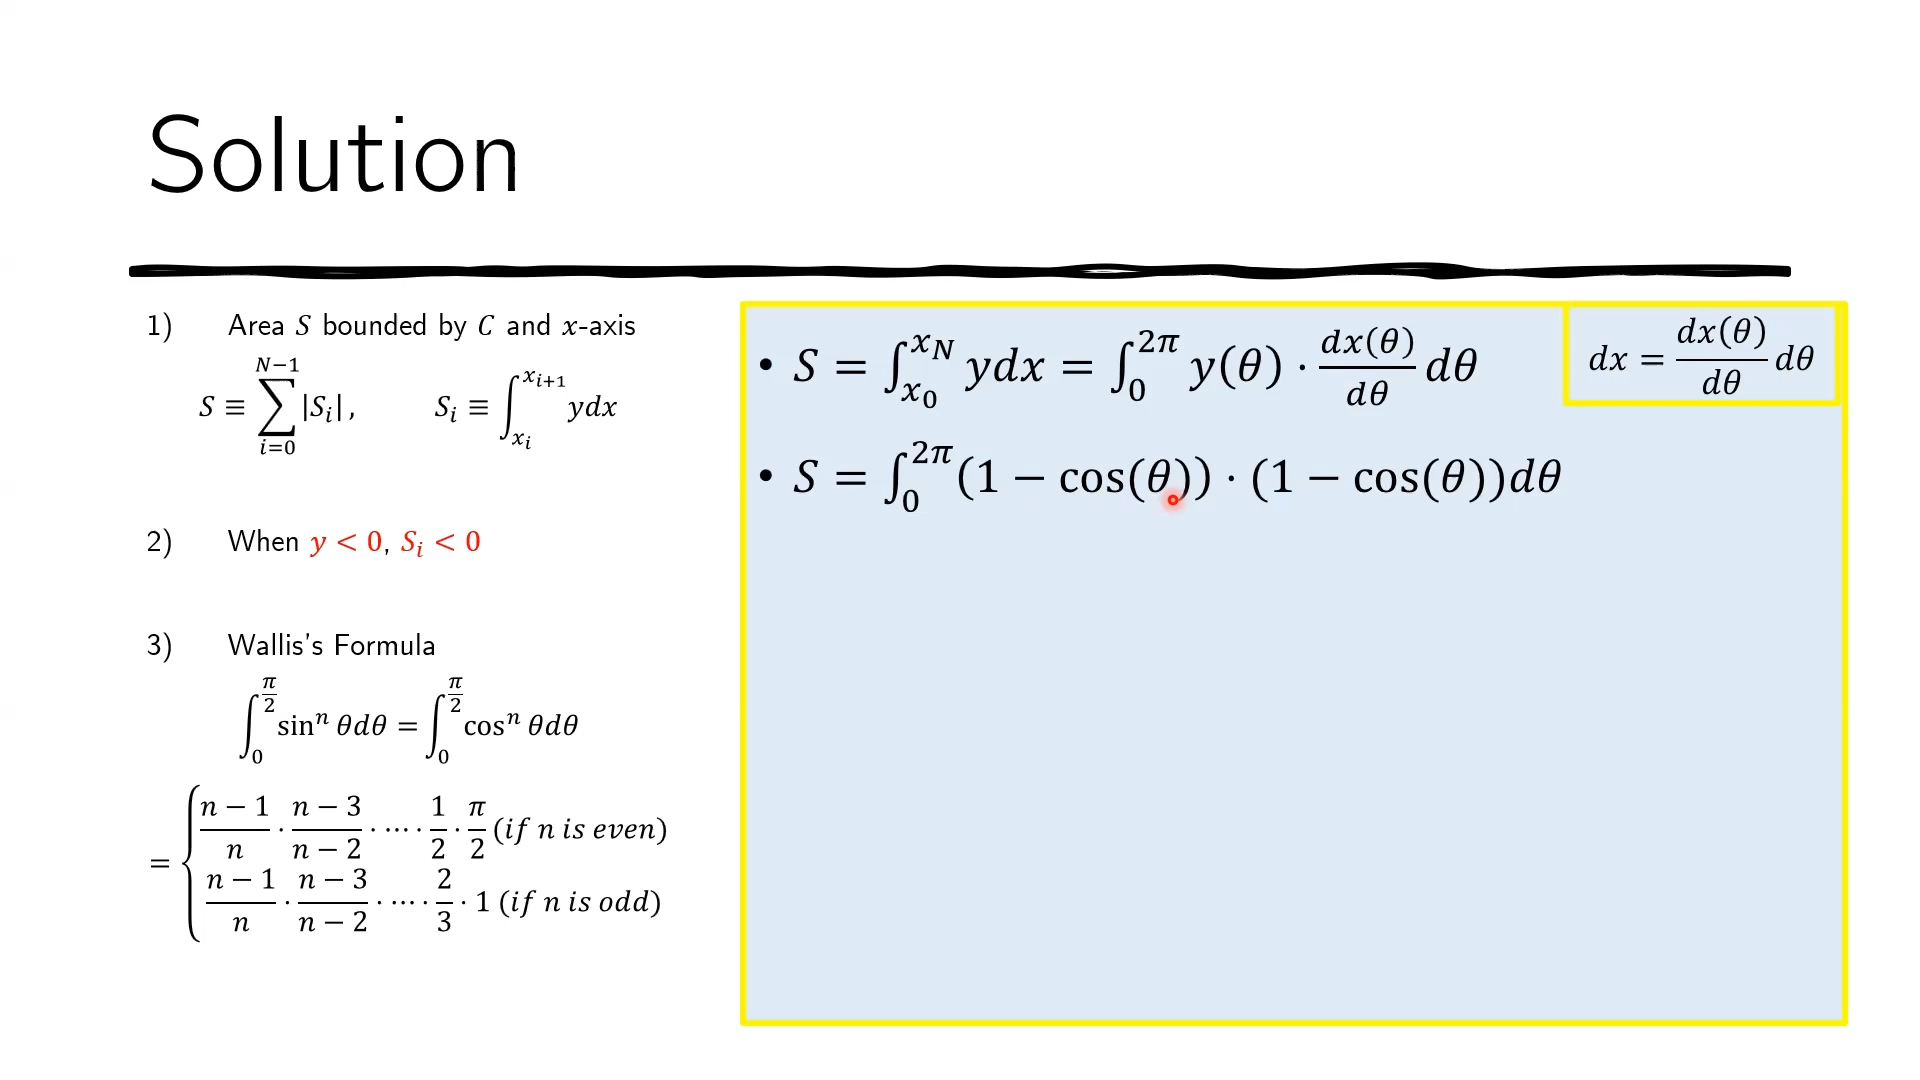 Solution
1) Area S bounded by C and x-axis
S ≡ ∑_{i=0}^{N−1} |S_i| , S_i ≡ ∫_{x_i}^{x_{i+1}} ydx
2) When y < 0, S_i < 0
3) Wallis's Formula
∫_0^{π/2} sin^n θdθ = ∫_0^{π/2} cos^n θdθ
= { (n − 1)/n · (n − 3)/(n − 2) · ⋯ · 1/2 · π/2 (if n is even)
(n − 1)/n · (n − 3)/(n − 2) · ⋯ · 2/3 · 1 (if n is odd)
• S = ∫_{x_0}^{x_N} ydx = ∫_0^{2π} y(θ) · dx(θ)/dθ dθ
dx = dx(θ)/dθ dθ
• S = ∫_0^{2π} (1 − cos(θ)) · (1 − cos(θ))dθ